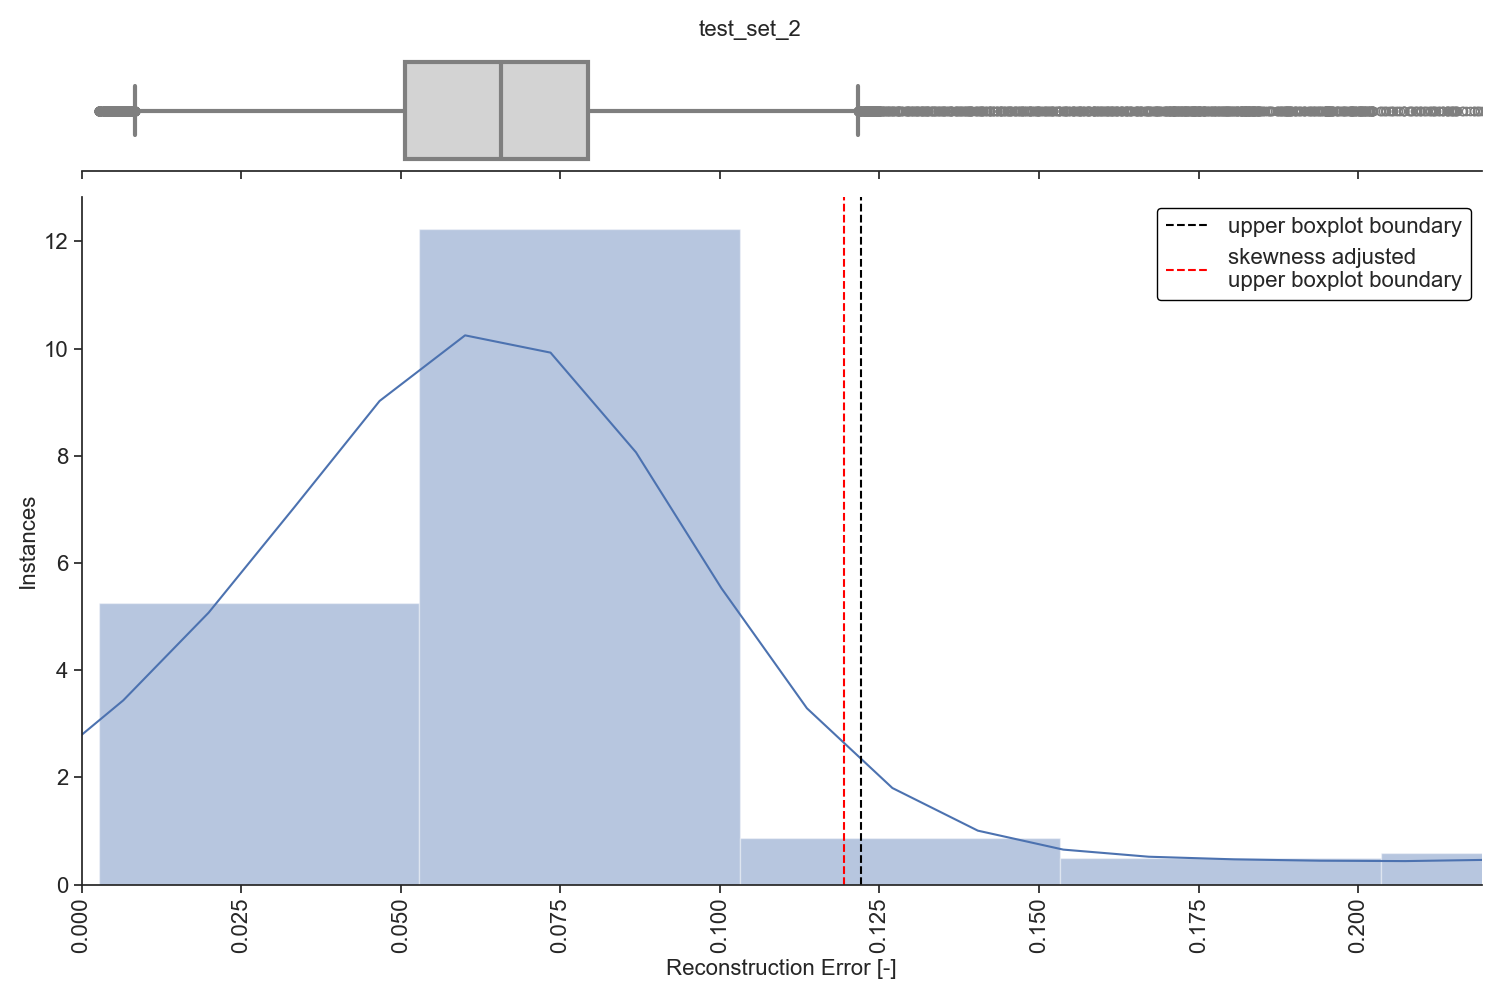 test_set_2
upper boxplot boundary
skewness adjusted
upper boxplot boundary
12
10
8
6
4
2
0
Instances
0.000
0.025
0.050
0.075
0.100
0.125
0.150
0.175
0.200
Reconstruction Error [-]